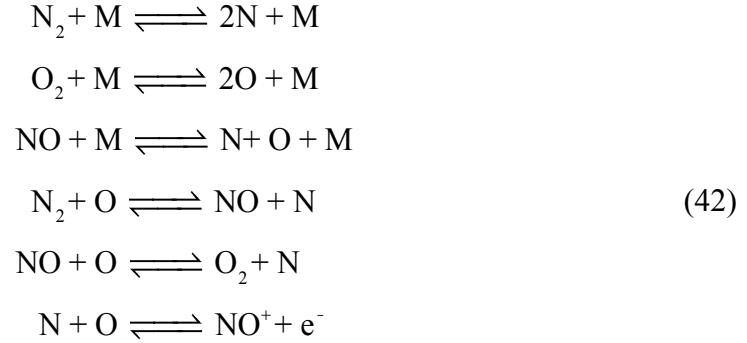 N₂ + M ⇌ 2N + M
O₂ + M ⇌ 2O + M
NO + M ⇌ N+ O + M
N₂ + O ⇌ NO + N (42)
NO + O ⇌ O₂ + N
N + O ⇌ NO⁺ + e⁻